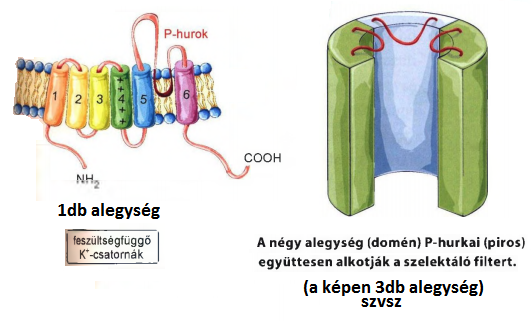 P-hurok
1
2
3
4
5
6
++++
NH₂
COOH
1db alegység
feszültségfüggő
K⁺-csatornák
A négy alegység (domén) P-hurkai (piros)
együttesen alkotják a szelektáló filtert.
(a képen 3db alegység)
szvsz